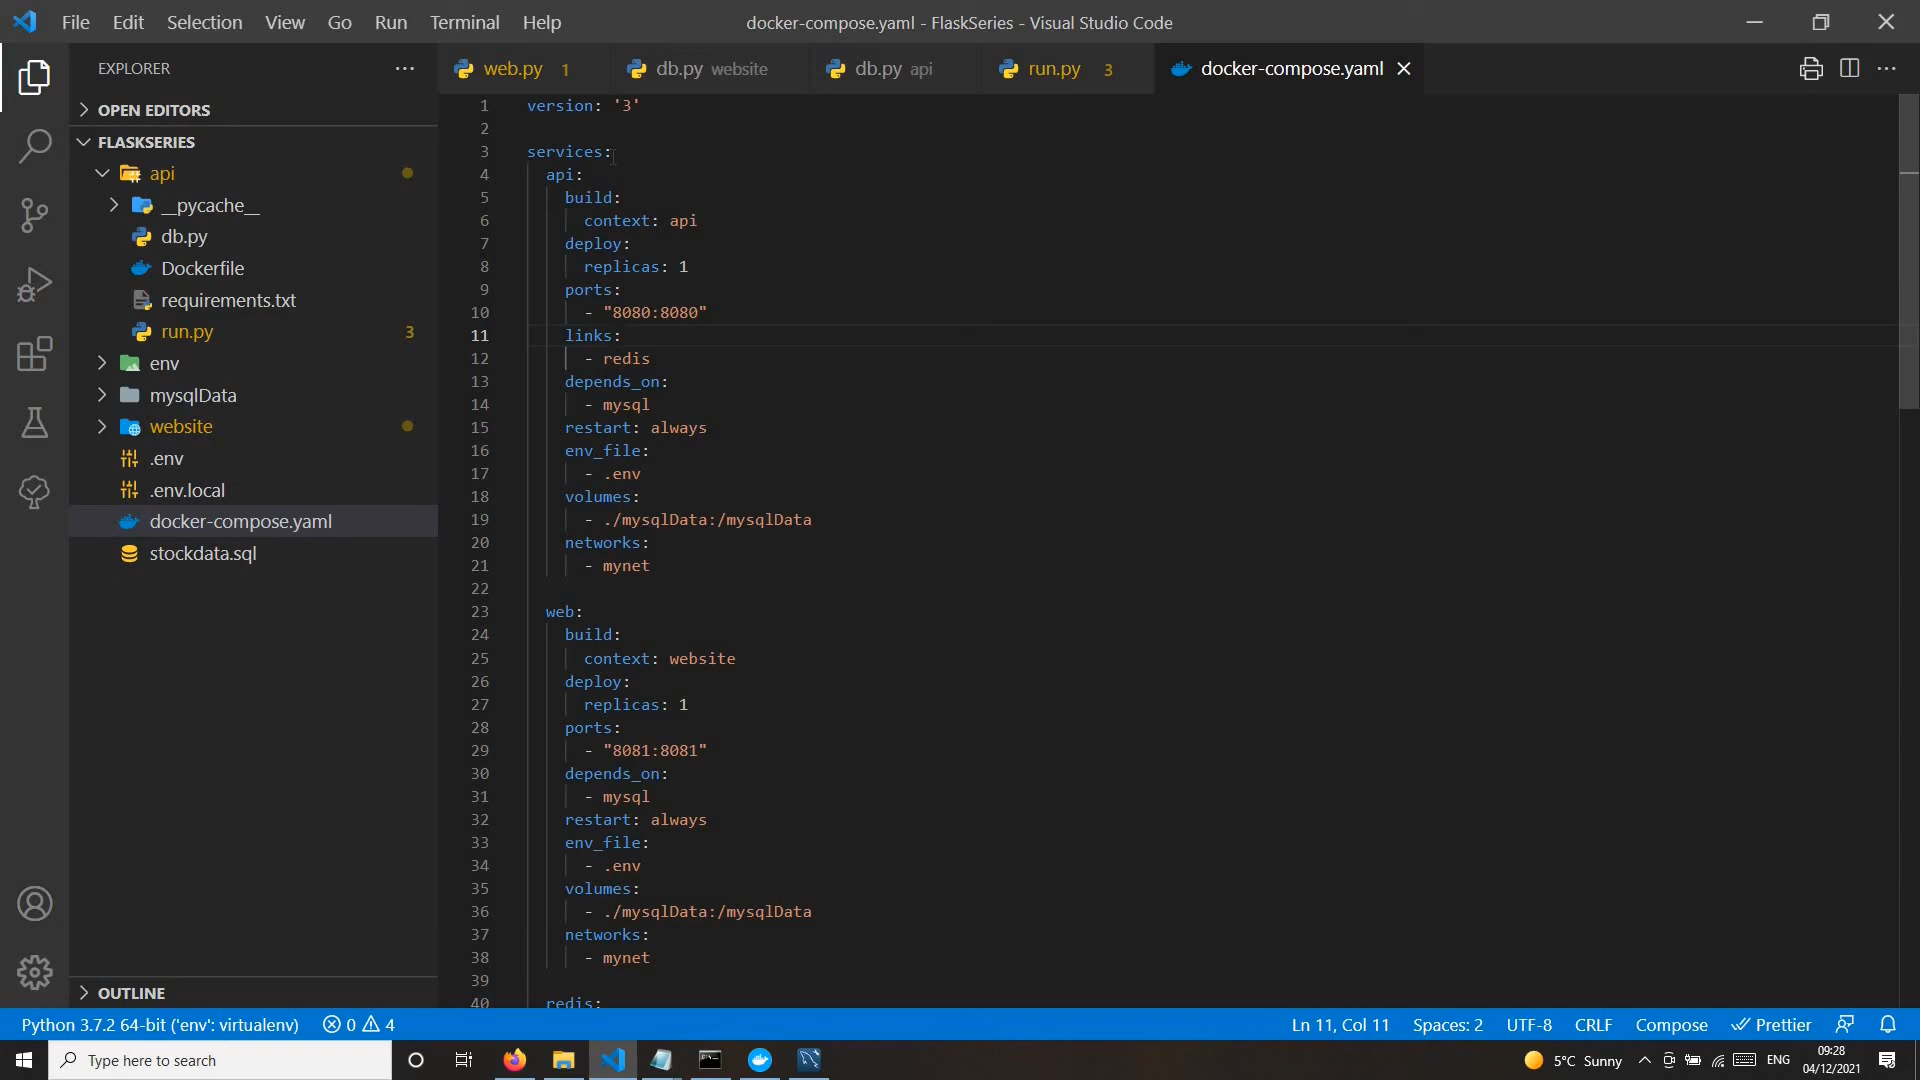 File Edit Selection View Go Run Terminal Help
docker-compose.yaml - FlaskSeries - Visual Studio Code
EXPLORER
web.py 1
db.py website
db.py api
run.py 3
docker-compose.yaml
OPEN EDITORS
FLASKSERIES
api
__pycache__
db.py
Dockerfile
requirements.txt
run.py 3
env
mysqlData
website
.env
.env.local
docker-compose.yaml
stockdata.sql
OUTLINE
1 version: '3'
2
3 services:
4 api:
5 build:
6 context: api
7 deploy:
8 replicas: 1
9 ports:
10 - "8080:8080"
11 links:
12 - redis
13 depends_on:
14 - mysql
15 restart: always
16 env_file:
17 - .env
18 volumes:
19 - ./mysqlData:/mysqlData
20 networks:
21 - mynet
22
23 web:
24 build:
25 context: website
26 deploy:
27 replicas: 1
28 ports:
29 - "8081:8081"
30 depends_on:
31 - mysql
32 restart: always
33 env_file:
34 - .env
35 volumes:
36 - ./mysqlData:/mysqlData
37 networks:
38 - mynet
39
40 redis:
Python 3.7.2 64-bit ('env': virtualenv) 0 4
Ln 11, Col 11 Spaces: 2 UTF-8 CRLF Compose Prettier
Type here to search
5°C Sunny
ENG
09:28
04/12/2021